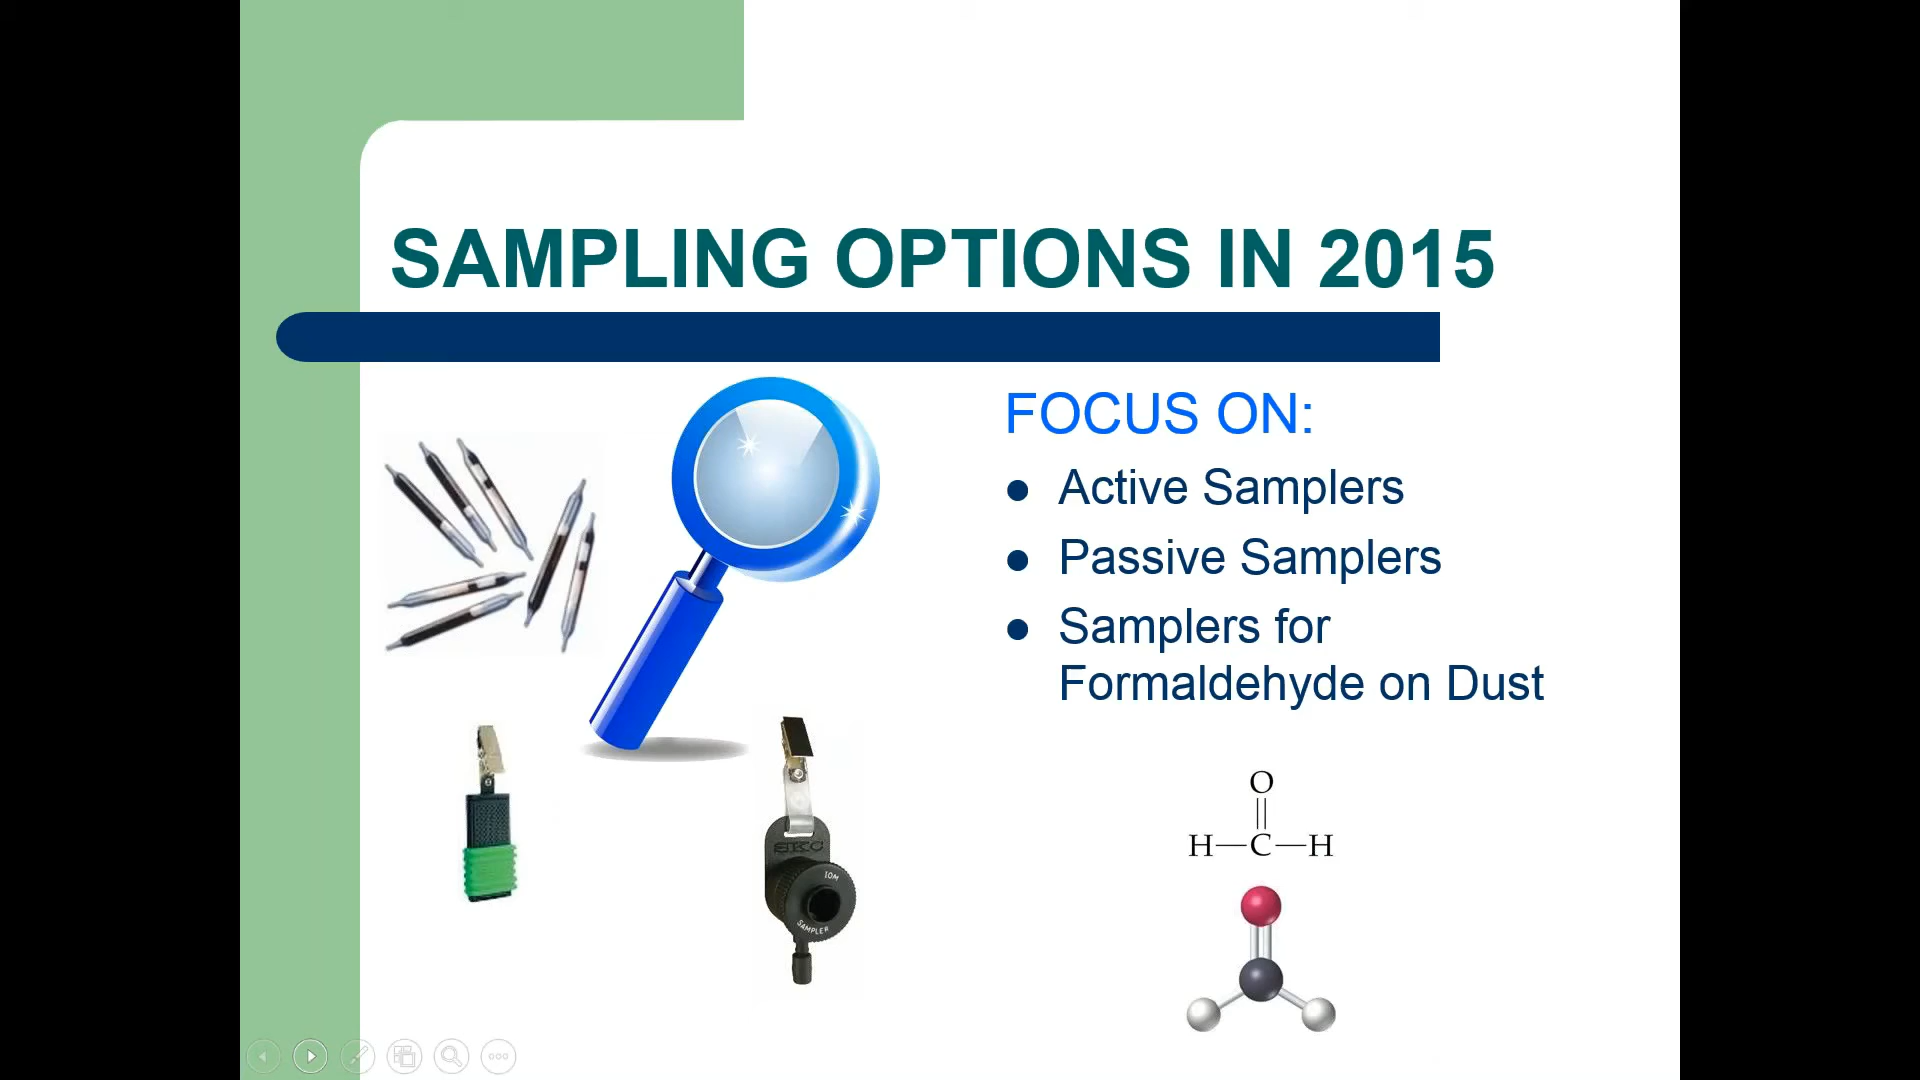 SAMPLING OPTIONS IN 2015
FOCUS ON:
● Active Samplers
● Passive Samplers
● Samplers for
Formaldehyde on Dust
SKC
IOM
SAMPLER
O
H—C—H